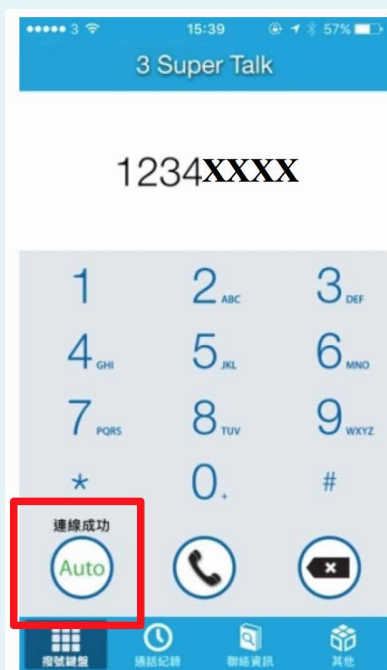 3 15:39 57%
3 Super Talk
1234XXXX
1 2 ABC 3 DEF
4 GHI 5 JKL 6 MNO
7 PQRS 8 TUV 9 WXYZ
* 0 + #
連線成功
Auto
撥號鍵盤 通話紀錄 聯絡資訊 其他